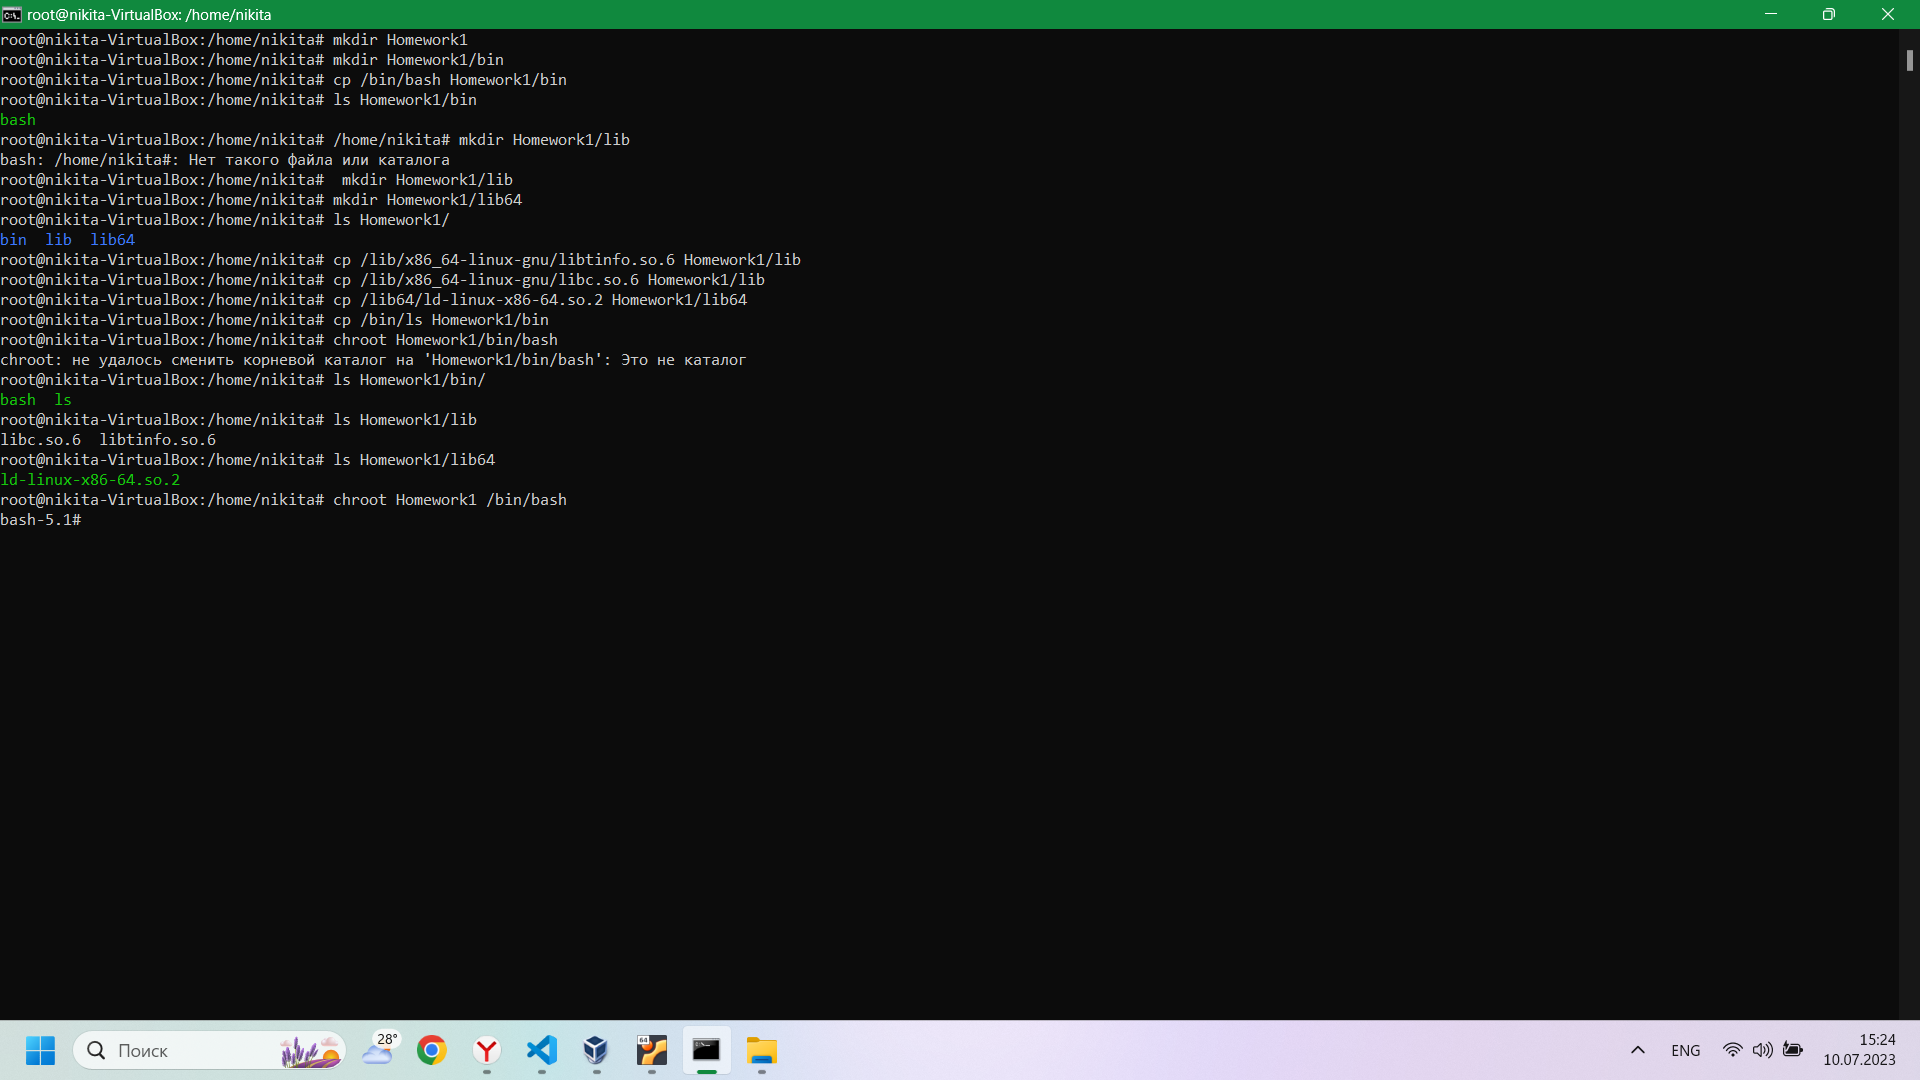 root@nikita-VirtualBox: /home/nikita
root@nikita-VirtualBox:/home/nikita# mkdir Homework1
root@nikita-VirtualBox:/home/nikita# mkdir Homework1/bin
root@nikita-VirtualBox:/home/nikita# cp /bin/bash Homework1/bin
root@nikita-VirtualBox:/home/nikita# ls Homework1/bin
bash
root@nikita-VirtualBox:/home/nikita# /home/nikita# mkdir Homework1/lib
bash: /home/nikita#: Нет такого файла или каталога
root@nikita-VirtualBox:/home/nikita#  mkdir Homework1/lib
root@nikita-VirtualBox:/home/nikita# mkdir Homework1/lib64
root@nikita-VirtualBox:/home/nikita# ls Homework1/
bin  lib  lib64
root@nikita-VirtualBox:/home/nikita# cp /lib/x86_64-linux-gnu/libtinfo.so.6 Homework1/lib
root@nikita-VirtualBox:/home/nikita# cp /lib/x86_64-linux-gnu/libc.so.6 Homework1/lib
root@nikita-VirtualBox:/home/nikita# cp /lib64/ld-linux-x86-64.so.2 Homework1/lib64
root@nikita-VirtualBox:/home/nikita# cp /bin/ls Homework1/bin
root@nikita-VirtualBox:/home/nikita# chroot Homework1/bin/bash
chroot: не удалось сменить корневой каталог на 'Homework1/bin/bash': Это не каталог
root@nikita-VirtualBox:/home/nikita# ls Homework1/bin/
bash  ls
root@nikita-VirtualBox:/home/nikita# ls Homework1/lib
libc.so.6  libtinfo.so.6
root@nikita-VirtualBox:/home/nikita# ls Homework1/lib64
ld-linux-x86-64.so.2
root@nikita-VirtualBox:/home/nikita# chroot Homework1 /bin/bash
bash-5.1#
Поиск
28°
64
ENG
15:24
10.07.2023